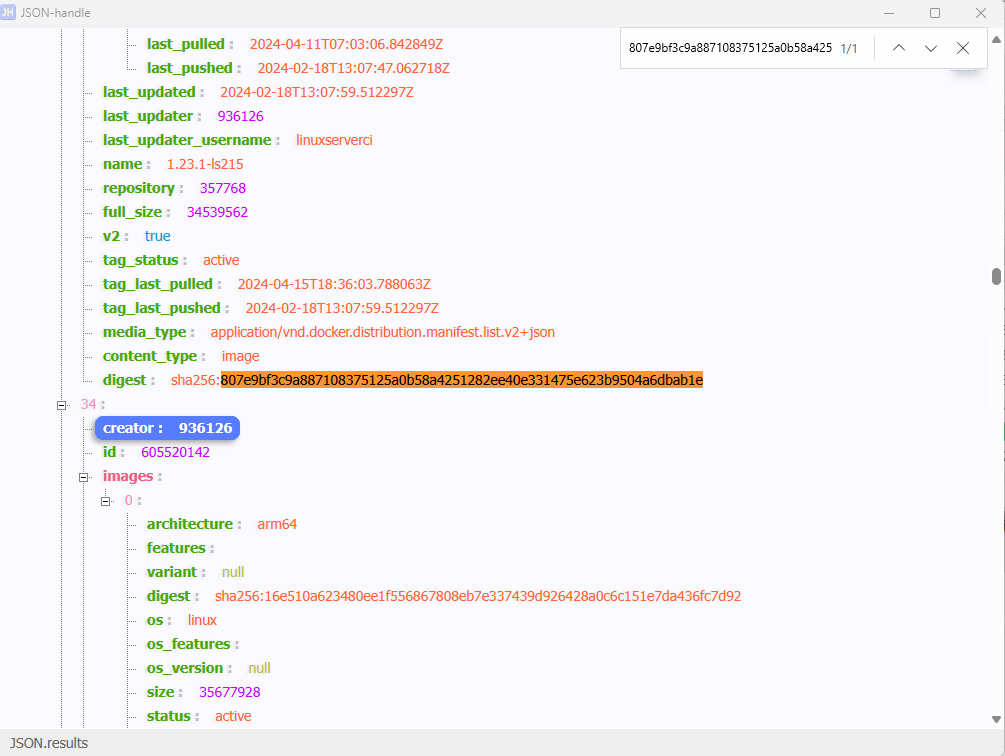 JH JSON-handle
807e9bf3c9a887108375125a0b58a425 1/1
last_pulled : 2024-04-11T07:03:06.842849Z
last_pushed : 2024-02-18T13:07:47.062718Z
last_updated : 2024-02-18T13:07:59.512297Z
last_updater : 936126
last_updater_username : linuxserverci
name : 1.23.1-ls215
repository : 357768
full_size : 34539562
v2 : true
tag_status : active
tag_last_pulled : 2024-04-15T18:36:03.788063Z
tag_last_pushed : 2024-02-18T13:07:59.512297Z
media_type : application/vnd.docker.distribution.manifest.list.v2+json
content_type : image
digest : sha256:807e9bf3c9a887108375125a0b58a4251282ee40e331475e623b9504a6dbab1e
34 :
creator : 936126
id : 605520142
images :
0 :
architecture : arm64
features :
variant : null
digest : sha256:16e510a623480ee1f556867808eb7e337439d926428a0c6c151e7da436fc7d92
os : linux
os_features :
os_version : null
size : 35677928
status : active
JSON.results